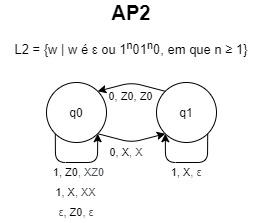 AP2
L2 = {w | w é ε ou 1ⁿ01ⁿ0, em que n ≥ 1}
0, Z0, Z0
q0
q1
0, X, X
1, Z0, XZ0
1, X, ε
1, X, XX
ε, Z0, ε